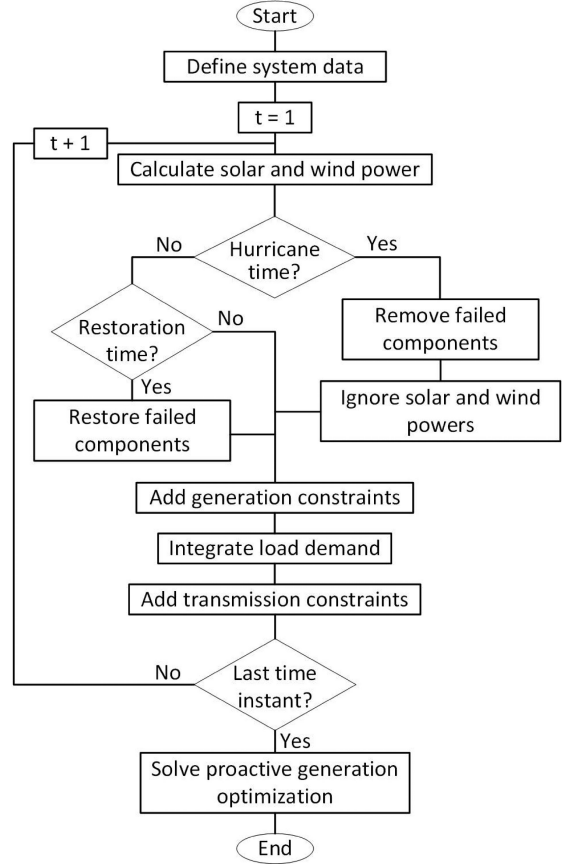 Start
Define system data
t = 1
t + 1
Calculate solar and wind power
No
Hurricane
time?
Yes
Restoration
time?
No
Remove failed
components
Yes
Restore failed
components
Ignore solar and wind
powers
Add generation constraints
Integrate load demand
Add transmission constraints
No
Last time
instant?
Yes
Solve proactive generation
optimization
End